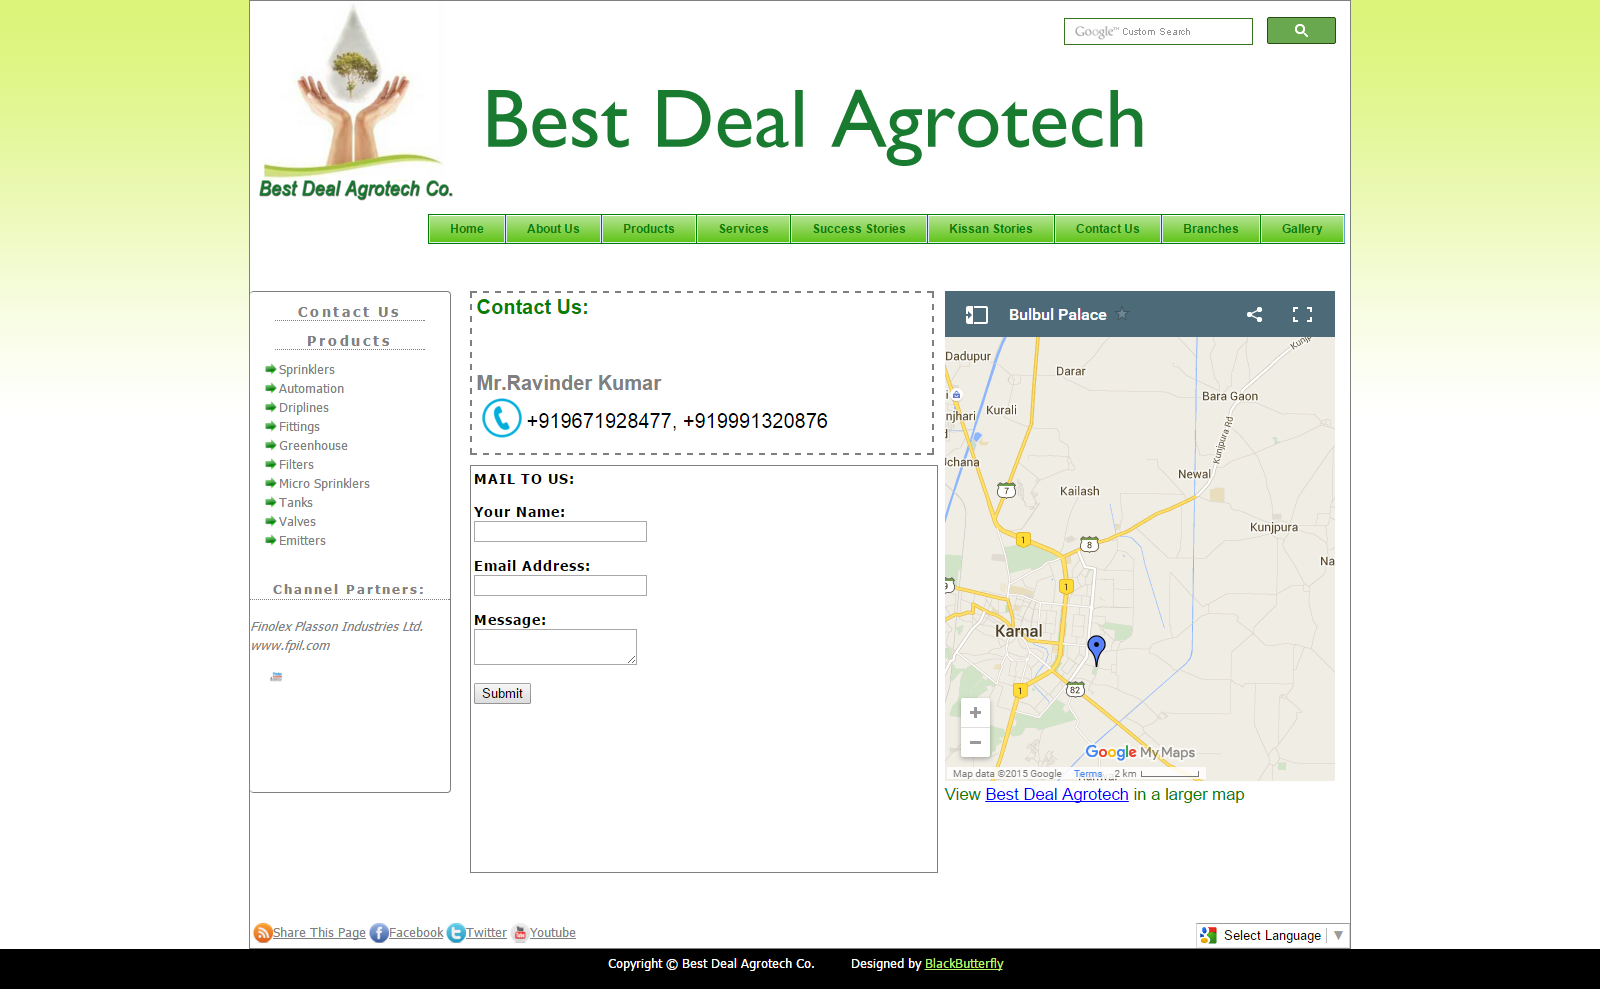 Google™ Custom Search
Best Deal Agrotech
Best Deal Agrotech Co.
Home About Us Products Services Success Stories Kissan Stories Contact Us Branches Gallery
Contact Us
Products
Sprinklers
Automation
Driplines
Fittings
Greenhouse
Filters
Micro Sprinklers
Tanks
Valves
Emitters
Channel Partners:
Finolex Plasson Industries Ltd.
www.fpil.com
Contact Us:
Mr.Ravinder Kumar
+919671928477, +919991320876
MAIL TO US:
Your Name:
Email Address:
Message:
Submit
Bulbul Palace
Dadupur
Darar
Bara Gaon
Kurali
njhari
Kunjpura Rd
Uchana
Newal
7
Kailash
Kunjpura
1
8
Na
9
1
Karnal
1
82
Google My Maps
Map data ©2015 Google Terms 2 km
View Best Deal Agrotech in a larger map
Share This Page Facebook Twitter Youtube
Select Language ▼
Copyright © Best Deal Agrotech Co. Designed by BlackButterfly